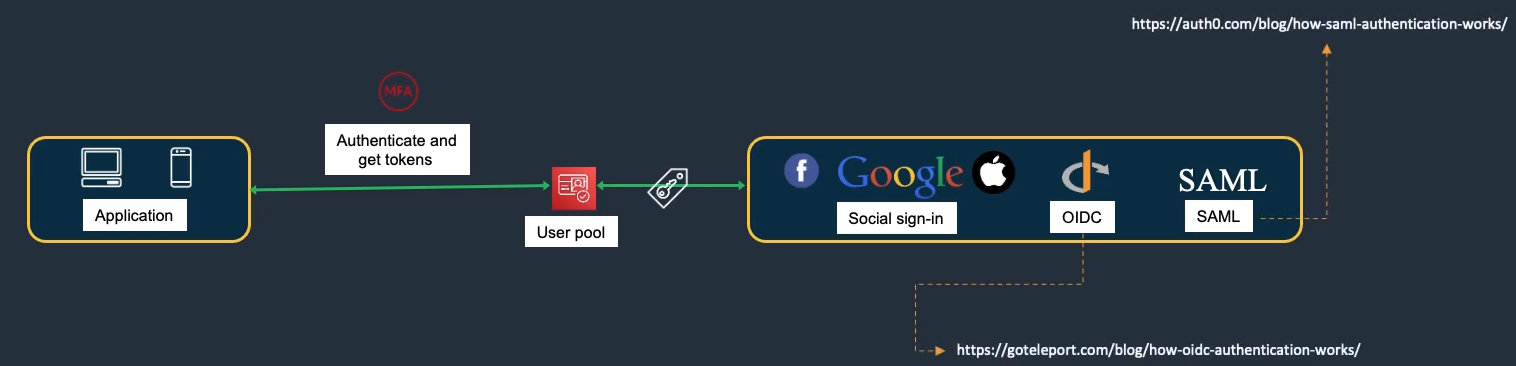 https://auth0.com/blog/how-saml-authentication-works/
MFA
Authenticate and
get tokens
Application
User pool
f
Google
Social sign-in
OIDC
SAML
SAML
https://goteleport.com/blog/how-oidc-authentication-works/